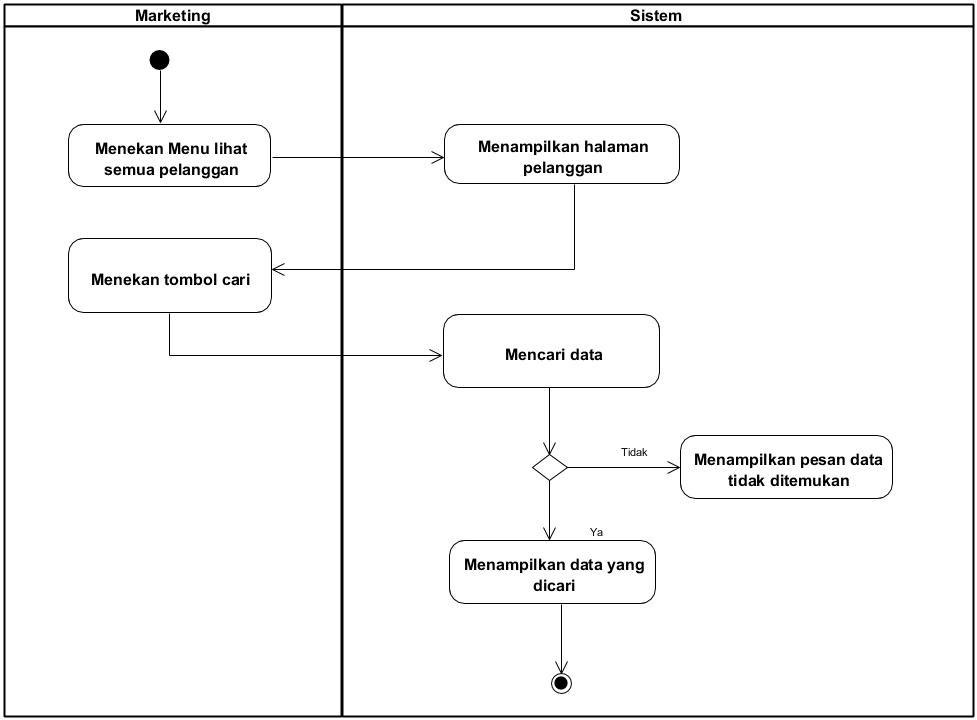 Marketing
Sistem
Menekan Menu lihat
semua pelanggan
Menampilkan halaman
pelanggan
Menekan tombol cari
Mencari data
Tidak
Menampilkan pesan data
tidak ditemukan
Ya
Menampilkan data yang
dicari